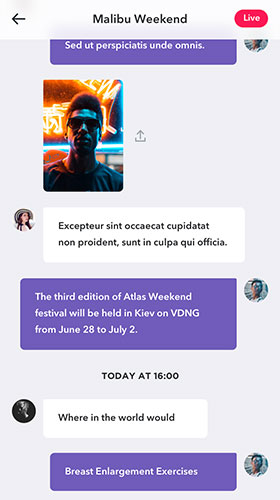 Malibu Weekend
Live
Sed ut perspiciatis unde omnis.
Excepteur sint occaecat cupidatat
non proident, sunt in culpa qui officia.
The third edition of Atlas Weekend
festival will be held in Kiev on VDNG
from June 28 to July 2.
TODAY AT 16:00
Where in the world would
Breast Enlargement Exercises